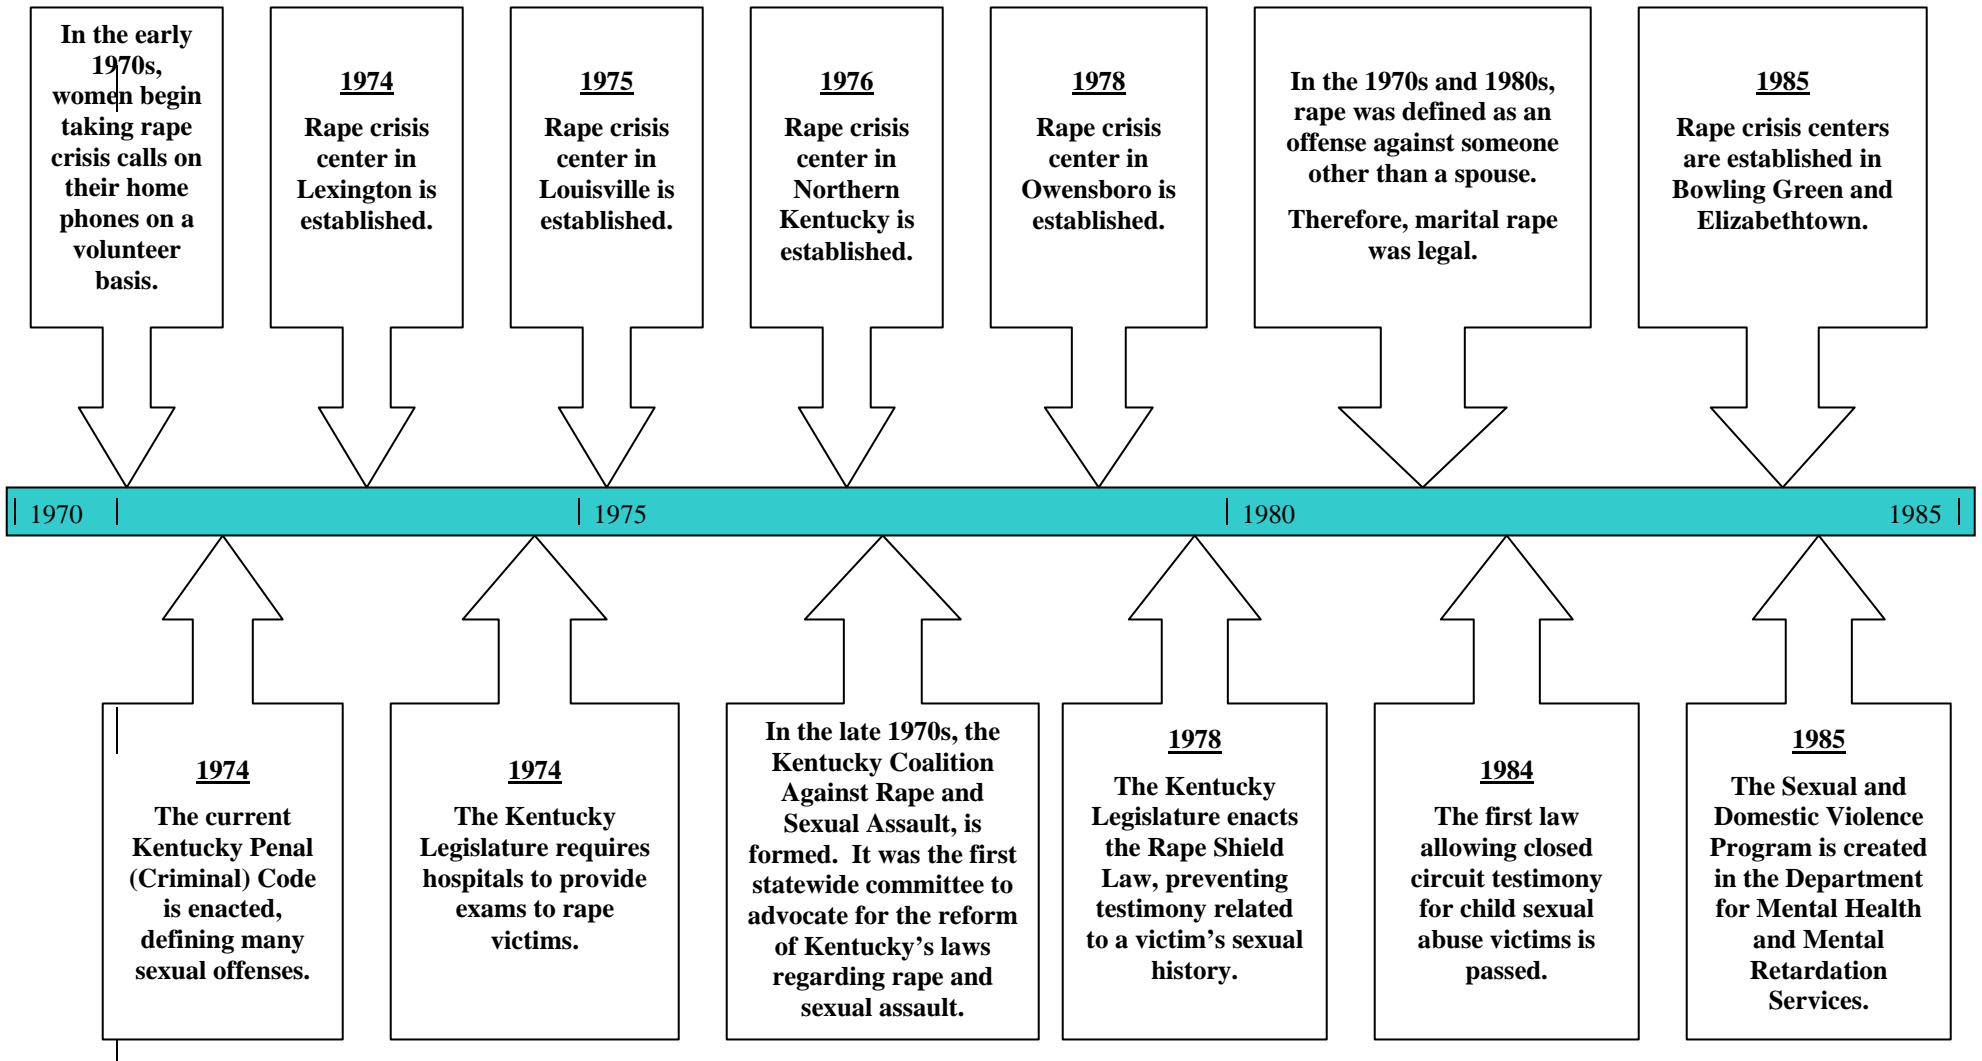 In the early
1970s,
women begin
taking rape
crisis calls on
their home
phones on a
volunteer
basis.
1974
Rape crisis
center in
Lexington is
established.
1975
Rape crisis
center in
Louisville is
established.
1976
Rape crisis
center in
Northern
Kentucky is
established.
1978
Rape crisis
center in
Owensboro is
established.
In the 1970s and 1980s,
rape was defined as an
offense against someone
other than a spouse.
Therefore, marital rape
was legal.
1985
Rape crisis centers
are established in
Bowling Green and
Elizabethtown.
1970
1975
1980
1985
1974
The current
Kentucky Penal
(Criminal) Code
is enacted,
defining many
sexual offenses.
1974
The Kentucky
Legislature requires
hospitals to provide
exams to rape
victims.
In the late 1970s, the
Kentucky Coalition
Against Rape and
Sexual Assault, is
formed.  It was the first
statewide committee to
advocate for the reform
of Kentucky’s laws
regarding rape and
sexual assault.
1978
The Kentucky
Legislature enacts
the Rape Shield
Law, preventing
testimony related
to a victim’s sexual
history.
1984
The first law
allowing closed
circuit testimony
for child sexual
abuse victims is
passed.
1985
The Sexual and
Domestic Violence
Program is created
in the Department
for Mental Health
and Mental
Retardation
Services.